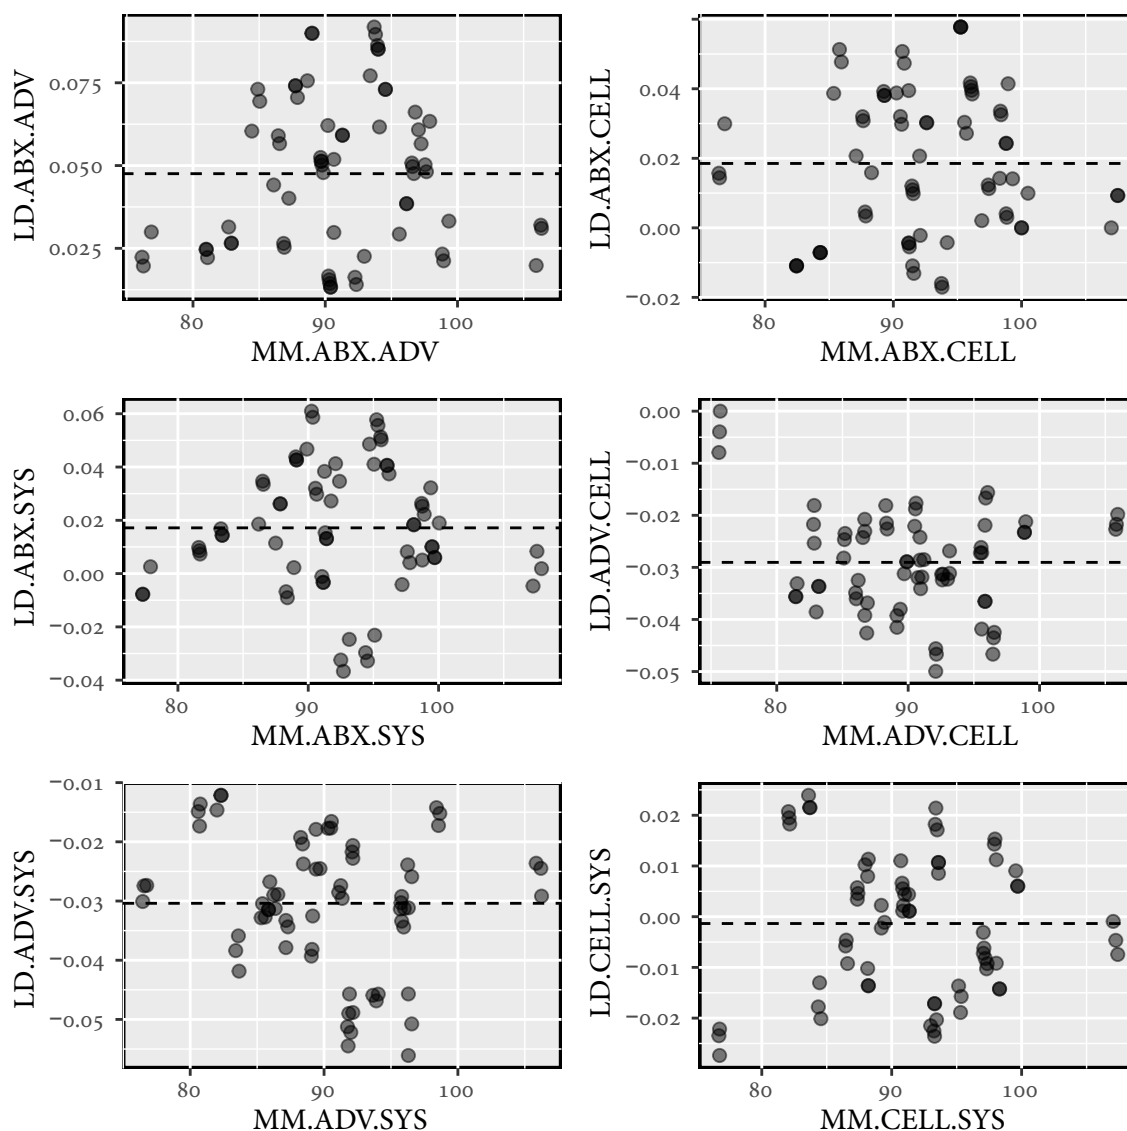 LD.ABX.ADV
0.075
0.050
0.025
80 90 100
MM.ABX.ADV
LD.ABX.CELL
0.04
0.02
0.00
−0.02
80 90 100
MM.ABX.CELL
LD.ABX.SYS
0.06
0.04
0.02
0.00
−0.02
−0.04
80 90 100
MM.ABX.SYS
LD.ADV.CELL
0.00
−0.01
−0.02
−0.03
−0.04
−0.05
80 90 100
MM.ADV.CELL
LD.ADV.SYS
−0.01
−0.02
−0.03
−0.04
−0.05
80 90 100
MM.ADV.SYS
LD.CELL.SYS
0.02
0.01
0.00
−0.01
−0.02
80 90 100
MM.CELL.SYS